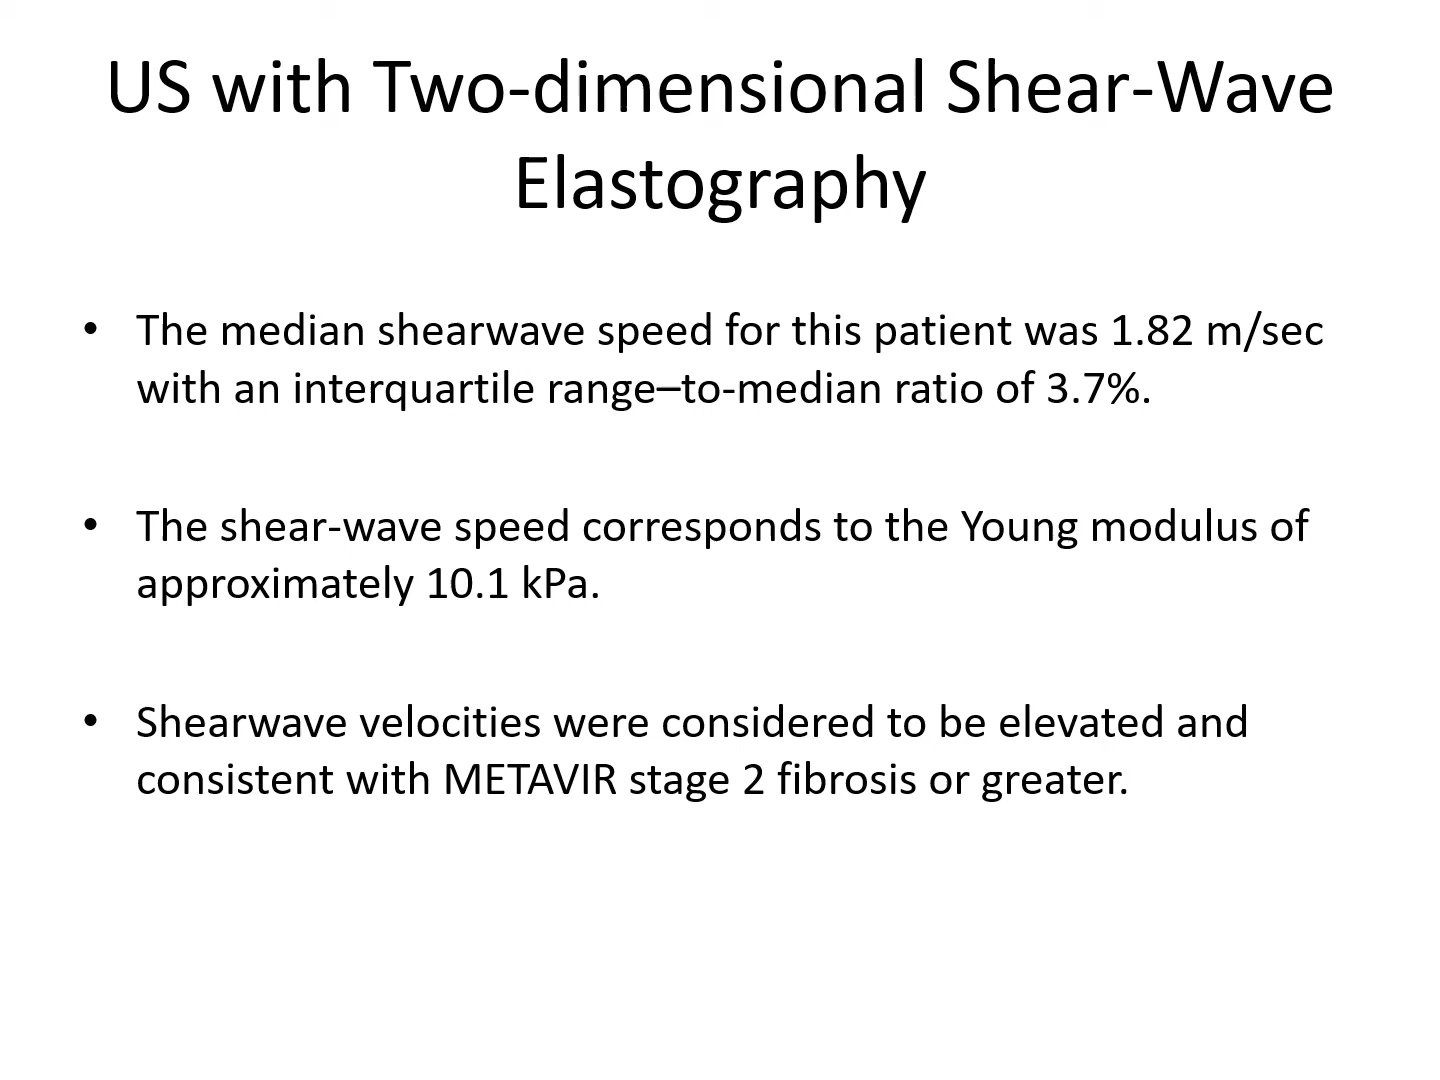 US with Two-dimensional Shear-Wave
Elastography
• The median shearwave speed for this patient was 1.82 m/sec
with an interquartile range–to-median ratio of 3.7%.
• The shear-wave speed corresponds to the Young modulus of
approximately 10.1 kPa.
• Shearwave velocities were considered to be elevated and
consistent with METAVIR stage 2 fibrosis or greater.